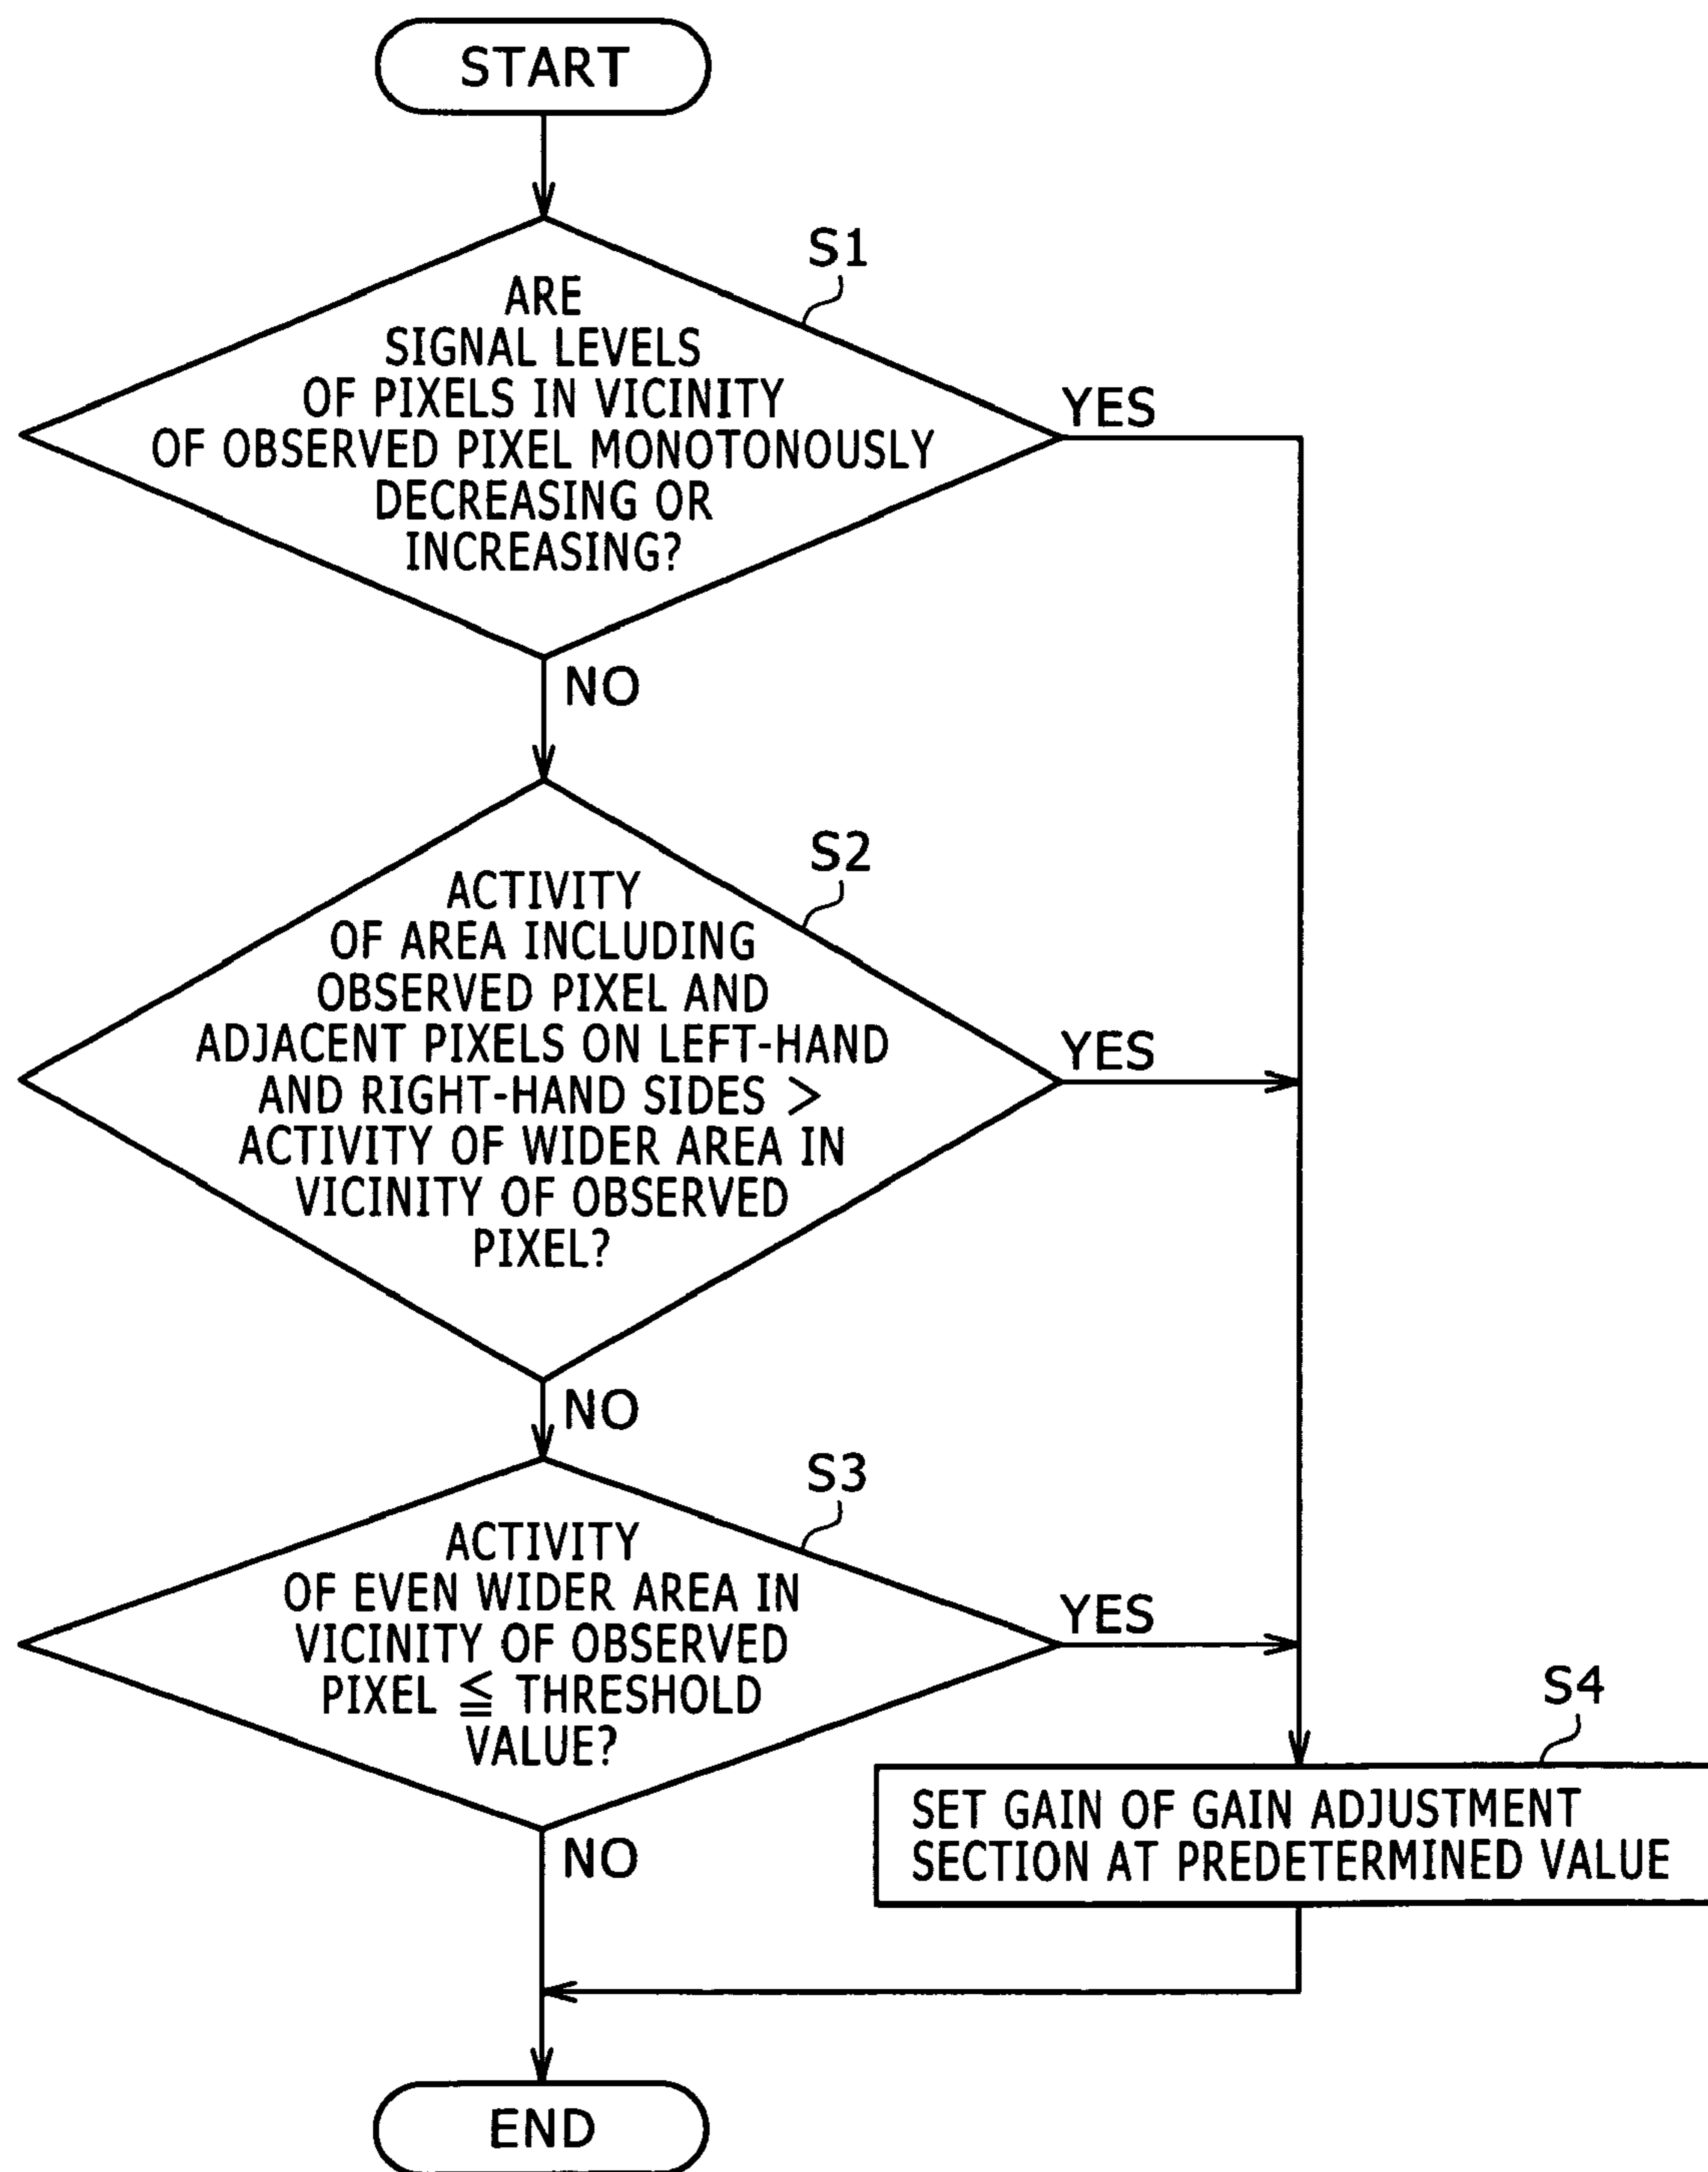 START
S1
ARE
SIGNAL LEVELS
OF PIXELS IN VICINITY
OF OBSERVED PIXEL MONOTONOUSLY
DECREASING OR
INCREASING?
YES
NO
S2
ACTIVITY
OF AREA INCLUDING
OBSERVED PIXEL AND
ADJACENT PIXELS ON LEFT-HAND
AND RIGHT-HAND SIDES >
ACTIVITY OF WIDER AREA IN
VICINITY OF OBSERVED
PIXEL?
YES
NO
S3
ACTIVITY
OF EVEN WIDER AREA IN
VICINITY OF OBSERVED
PIXEL ≦ THRESHOLD
VALUE?
YES
NO
S4
SET GAIN OF GAIN ADJUSTMENT
SECTION AT PREDETERMINED VALUE
END